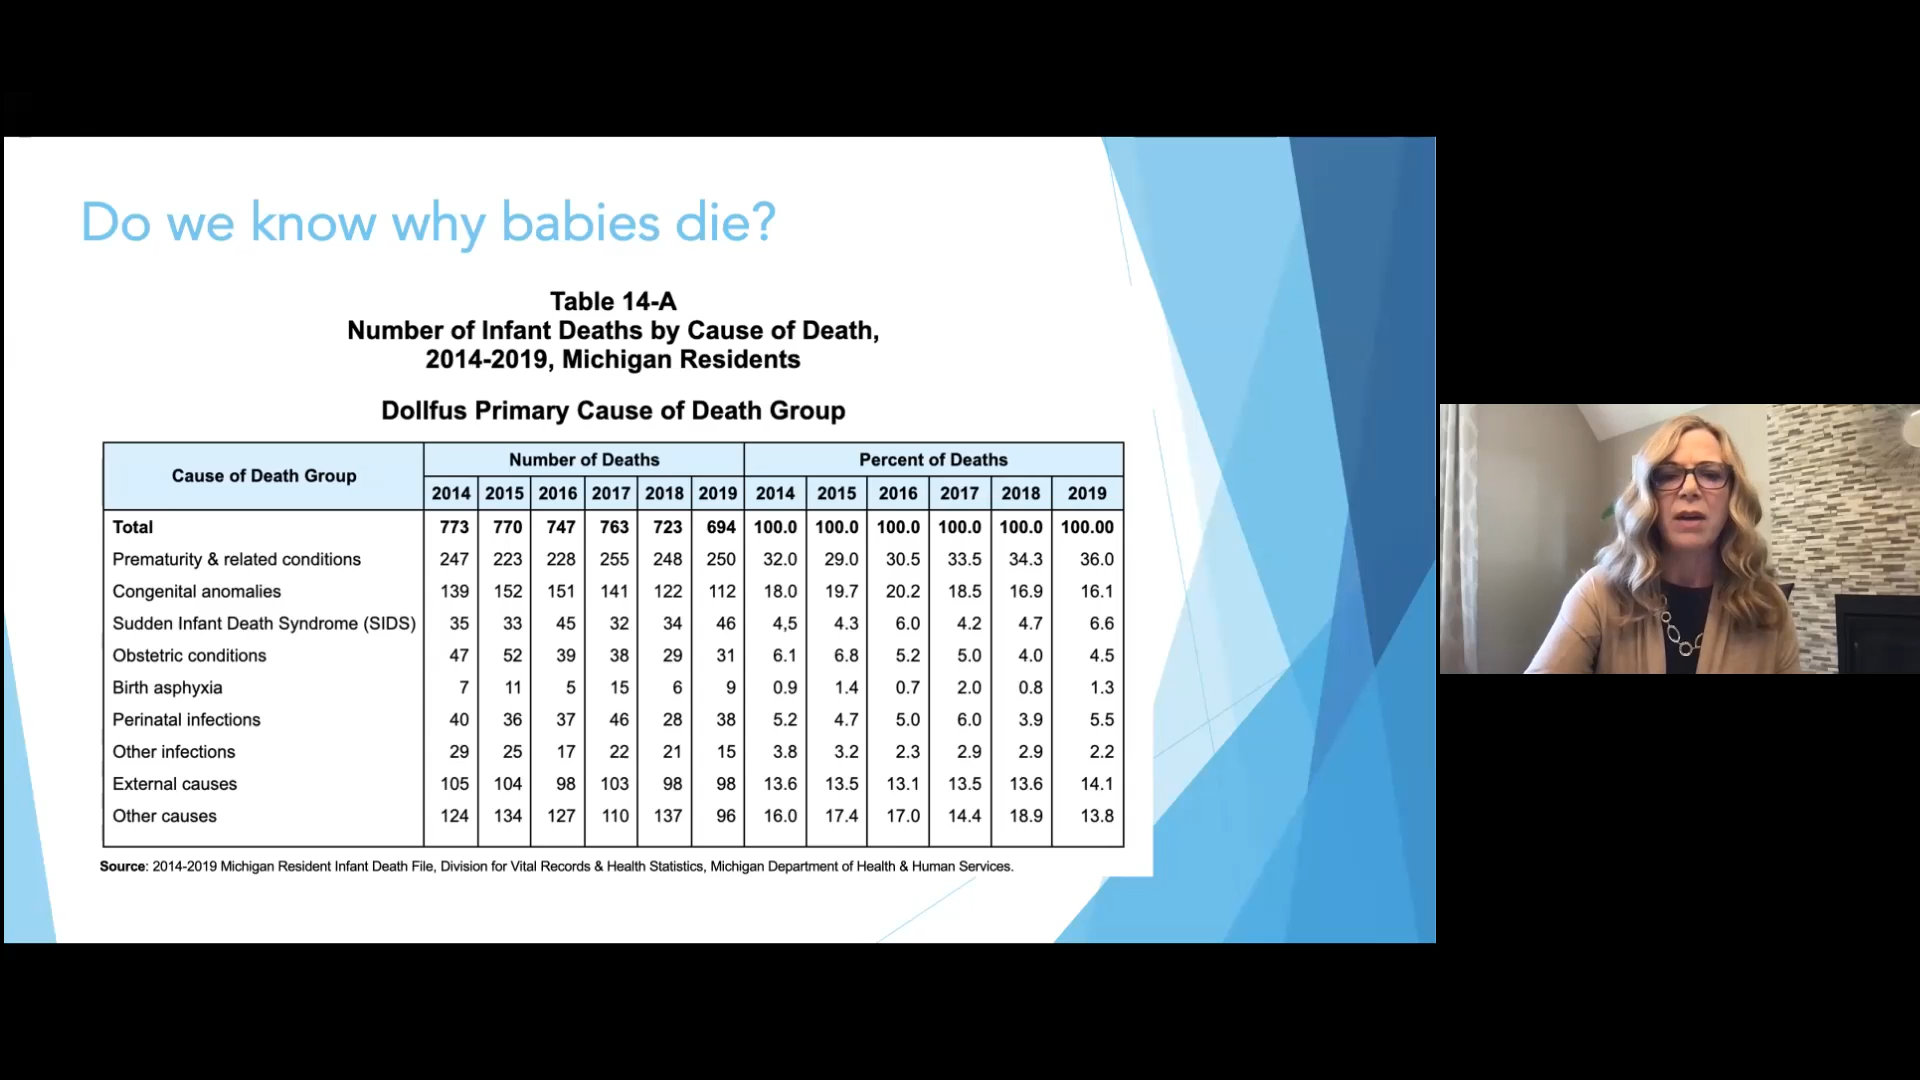 Do we know why babies die?
Table 14-A
Number of Infant Deaths by Cause of Death,
2014-2019, Michigan Residents
Dollfus Primary Cause of Death Group
Cause of Death Group Number of Deaths Percent of Deaths
2014 2015 2016 2017 2018 2019 2014 2015 2016 2017 2018 2019
Total 773 770 747 763 723 694 100.0 100.0 100.0 100.0 100.0 100.00
Prematurity & related conditions 247 223 228 255 248 250 32.0 29.0 30.5 33.5 34.3 36.0
Congenital anomalies 139 152 151 141 122 112 18.0 19.7 20.2 18.5 16.9 16.1
Sudden Infant Death Syndrome (SIDS) 35 33 45 32 34 46 4,5 4.3 6.0 4.2 4.7 6.6
Obstetric conditions 47 52 39 38 29 31 6.1 6.8 5.2 5.0 4.0 4.5
Birth asphyxia 7 11 5 15 6 9 0.9 1.4 0.7 2.0 0.8 1.3
Perinatal infections 40 36 37 46 28 38 5.2 4.7 5.0 6.0 3.9 5.5
Other infections 29 25 17 22 21 15 3.8 3.2 2.3 2.9 2.9 2.2
External causes 105 104 98 103 98 98 13.6 13.5 13.1 13.5 13.6 14.1
Other causes 124 134 127 110 137 96 16.0 17.4 17.0 14.4 18.9 13.8
Source: 2014-2019 Michigan Resident Infant Death File, Division for Vital Records & Health Statistics, Michigan Department of Health & Human Services.